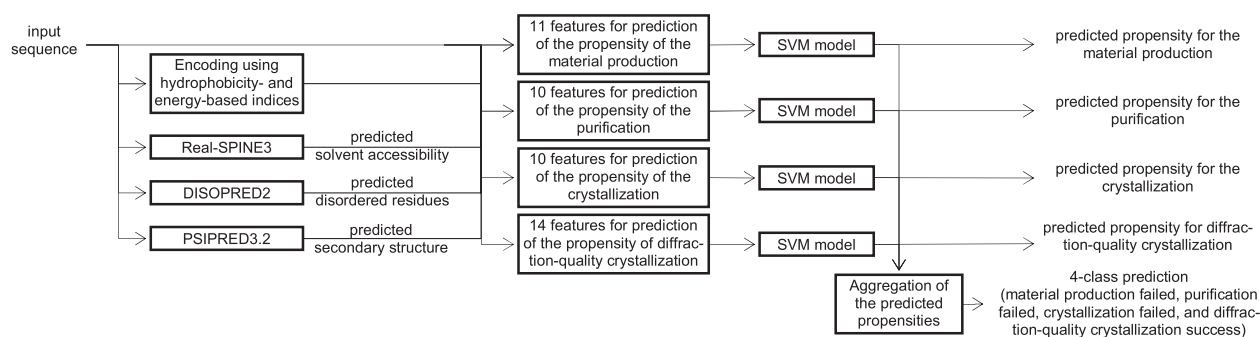 input
sequence
Encoding using
hydrophobicity- and
energy-based indices
Real-SPINE3
predicted
solvent accessibility
DISOPRED2
predicted
disordered residues
PSIPRED3.2
predicted
secondary structure
11 features for prediction
of the propensity of the
material production
10 features for prediction
of the propensity of the
purification
10 features for prediction
of the propensity of the
crystallization
14 features for prediction
of the propensity of diffrac-
tion-quality crystallization
SVM model
SVM model
SVM model
SVM model
Aggregation of
the predicted
propensities
predicted propensity for the
material production
predicted propensity for the
purification
predicted propensity for the
crystallization
predicted propensity for diffrac-
tion-quality crystallization
4-class prediction
(material production failed, purification
failed, crystallization failed, and diffrac-
tion-quality crystallization success)